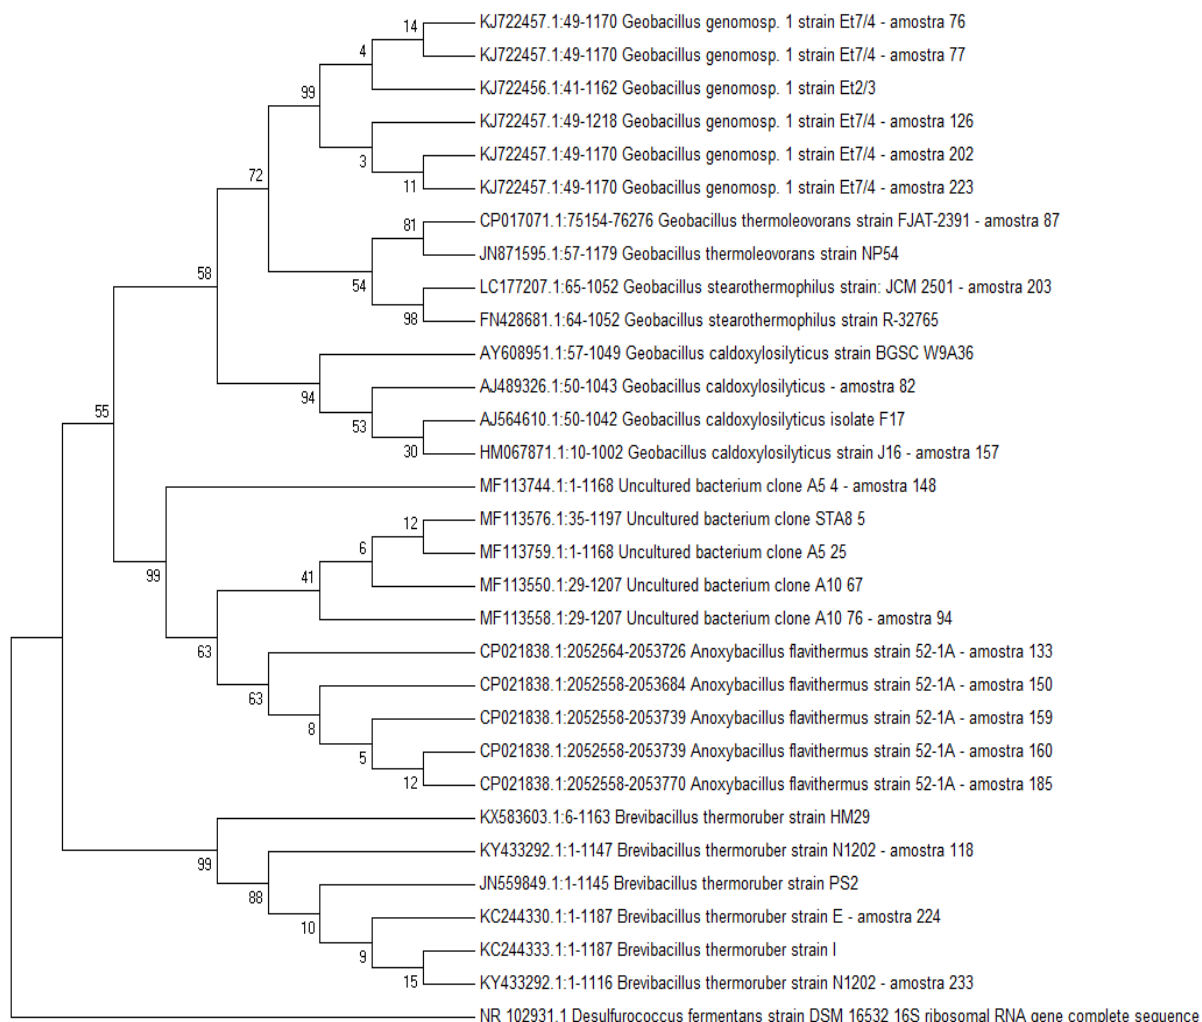 KJ722457.1:49-1170 Geobacillus genomosp. 1 strain Et7/4 - amostra 76
14
KJ722457.1:49-1170 Geobacillus genomosp. 1 strain Et7/4 - amostra 77
4
KJ722456.1:41-1162 Geobacillus genomosp. 1 strain Et2/3
99
KJ722457.1:49-1218 Geobacillus genomosp. 1 strain Et7/4 - amostra 126
3
KJ722457.1:49-1170 Geobacillus genomosp. 1 strain Et7/4 - amostra 202
11
KJ722457.1:49-1170 Geobacillus genomosp. 1 strain Et7/4 - amostra 223
72
CP017071.1:75154-76276 Geobacillus thermoleovorans strain FJAT-2391 - amostra 87
81
JN871595.1:57-1179 Geobacillus thermoleovorans strain NP54
58
54
LC177207.1:65-1052 Geobacillus stearothermophilus strain: JCM 2501 - amostra 203
98
FN428681.1:64-1052 Geobacillus stearothermophilus strain R-32765
AY608951.1:57-1049 Geobacillus caldoxylosilyticus strain BGSC W9A36
94
AJ489326.1:50-1043 Geobacillus caldoxylosilyticus - amostra 82
55
53
AJ564610.1:50-1042 Geobacillus caldoxylosilyticus isolate F17
30
HM067871.1:10-1002 Geobacillus caldoxylosilyticus strain J16 - amostra 157
MF113744.1:1-1168 Uncultured bacterium clone A5 4 - amostra 148
12
MF113576.1:35-1197 Uncultured bacterium clone STA8 5
6
MF113759.1:1-1168 Uncultured bacterium clone A5 25
99
41
MF113550.1:29-1207 Uncultured bacterium clone A10 67
MF113558.1:29-1207 Uncultured bacterium clone A10 76 - amostra 94
63
CP021838.1:2052564-2053726 Anoxybacillus flavithermus strain 52-1A - amostra 133
63
CP021838.1:2052558-2053684 Anoxybacillus flavithermus strain 52-1A - amostra 150
8
CP021838.1:2052558-2053739 Anoxybacillus flavithermus strain 52-1A - amostra 159
5
CP021838.1:2052558-2053739 Anoxybacillus flavithermus strain 52-1A - amostra 160
12
CP021838.1:2052558-2053770 Anoxybacillus flavithermus strain 52-1A - amostra 185
KX583603.1:6-1163 Brevibacillus thermoruber strain HM29
99
KY433292.1:1-1147 Brevibacillus thermoruber strain N1202 - amostra 118
88
JN559849.1:1-1145 Brevibacillus thermoruber strain PS2
10
KC244330.1:1-1187 Brevibacillus thermoruber strain E - amostra 224
9
KC244333.1:1-1187 Brevibacillus thermoruber strain I
15
KY433292.1:1-1116 Brevibacillus thermoruber strain N1202 - amostra 233
NR 102931.1 Desulfurococcus fermentans strain DSM 16532 16S ribosomal RNA gene complete sequence